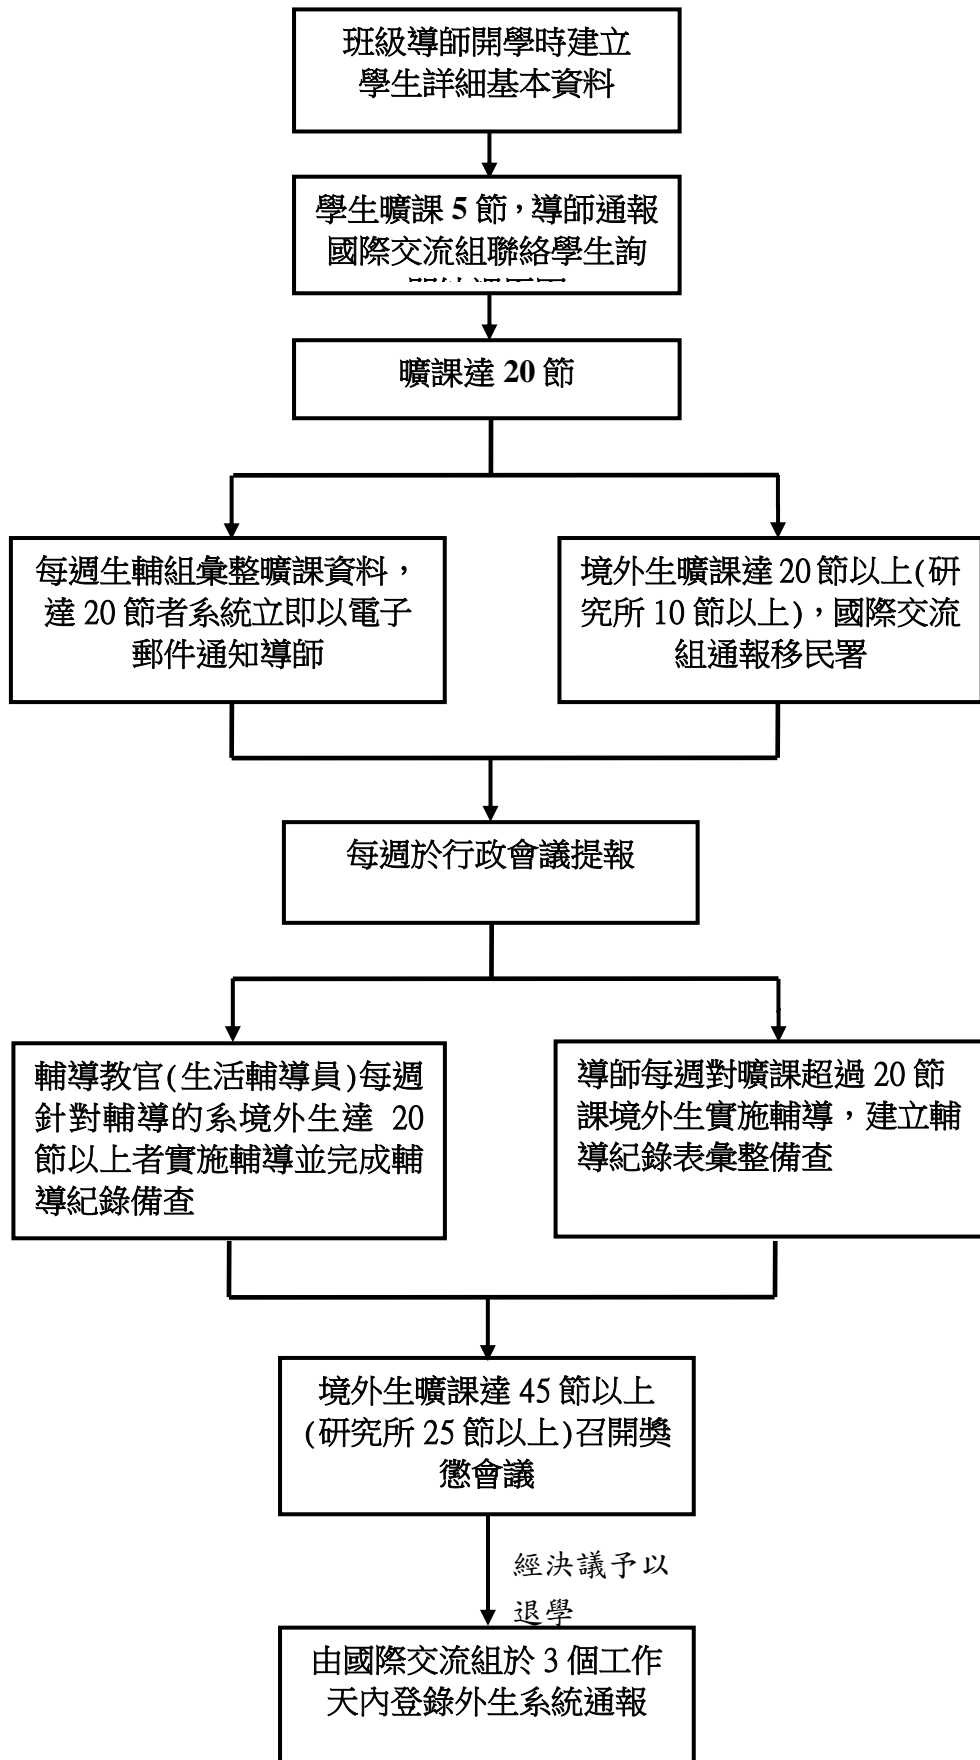 班級導師開學時建立
學生詳細基本資料
學生曠課 5 節，導師通報
國際交流組聯絡學生詢
曠課達 20 節
每週生輔組彙整曠課資料，
達 20 節者系統立即以電子
郵件通知導師
境外生曠課達 20 節以上(研
究所 10 節以上)，國際交流
組通報移民署
每週於行政會議提報
輔導教官(生活輔導員)每週
針對輔導的系境外生達 20
節以上者實施輔導並完成輔
導紀錄備查
導師每週對曠課超過 20 節
課境外生實施輔導，建立輔
導紀錄表彙整備查
境外生曠課達 45 節以上
(研究所 25 節以上)召開獎
懲會議
經決議予以
退學
由國際交流組於 3 個工作
天內登錄外生系統通報